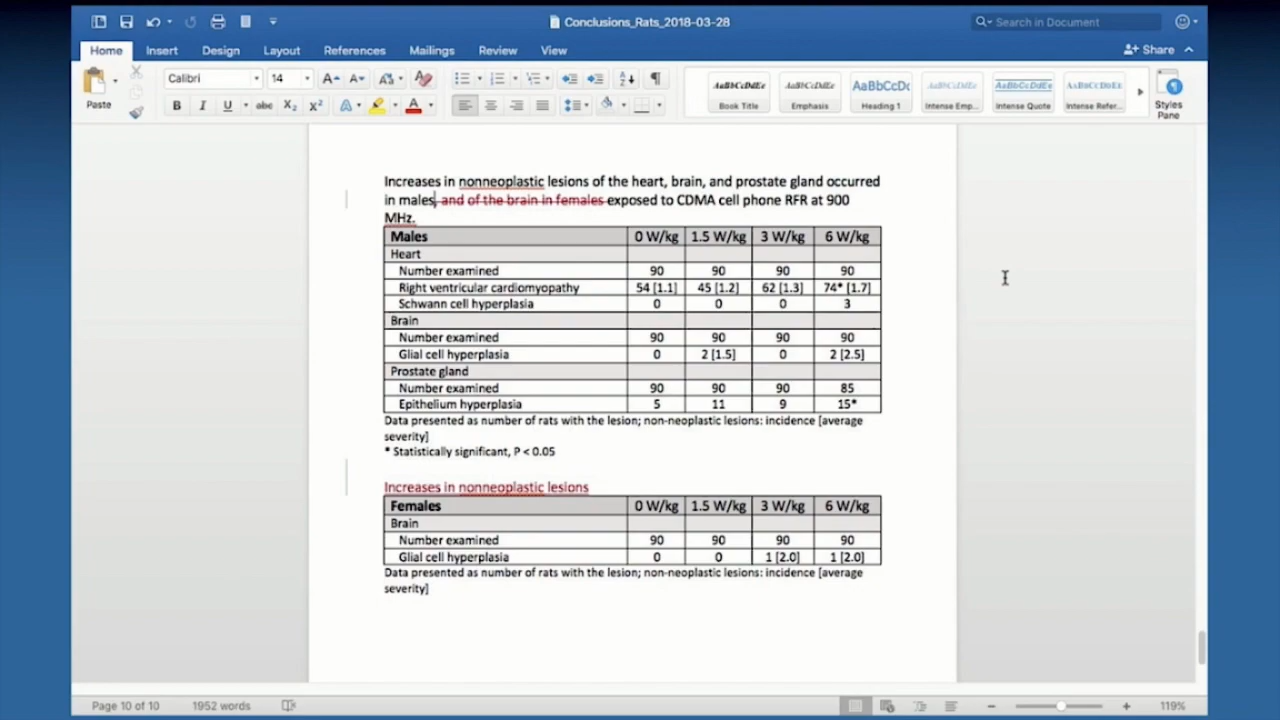 Conclusions_Rats_2018-03-28
Search in Document
Home Insert Design Layout References Mailings Review View
Share
Paste
Calibri 14
AaBbCcDdEe AaBbCcDdEe AaBbCcDc AaBbCcDdEe AaBbCcDdEe AaBbCcDdEe
Book Title Emphasis Heading 1 Intense Emp... Intense Quote Intense Refer... Styles Pane
Increases in nonneoplastic lesions of the heart, brain, and prostate gland occurred
in males, and of the brain in females exposed to CDMA cell phone RFR at 900
MHz.
Males 0 W/kg 1.5 W/kg 3 W/kg 6 W/kg
Heart
Number examined 90 90 90 90
Right ventricular cardiomyopathy 54 [1.1] 45 [1.2] 62 [1.3] 74* [1.7]
Schwann cell hyperplasia 0 0 0 3
Brain
Number examined 90 90 90 90
Glial cell hyperplasia 0 2 [1.5] 0 2 [2.5]
Prostate gland
Number examined 90 90 90 85
Epithelium hyperplasia 5 11 9 15*
Data presented as number of rats with the lesion; non-neoplastic lesions: incidence [average
severity]
* Statistically significant, P < 0.05
Increases in nonneoplastic lesions
Females 0 W/kg 1.5 W/kg 3 W/kg 6 W/kg
Brain
Number examined 90 90 90 90
Glial cell hyperplasia 0 0 1 [2.0] 1 [2.0]
Data presented as number of rats with the lesion; non-neoplastic lesions: incidence [average
severity]
Page 10 of 10 1952 words 119%